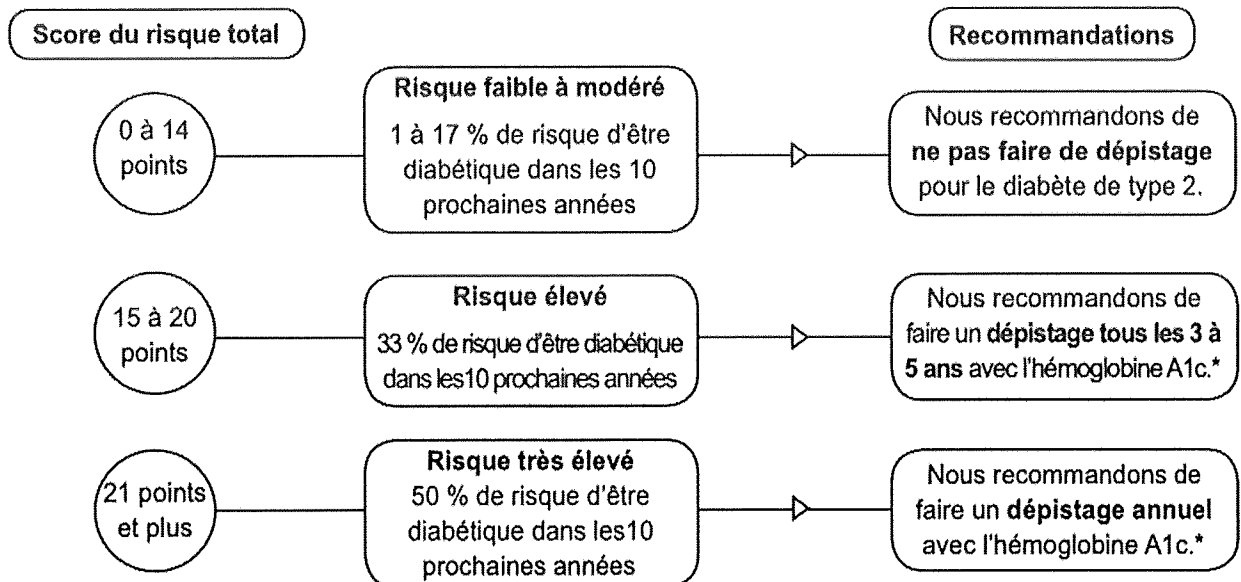 Score du risque total
Recommandations
0 à 14
points
Risque faible à modéré
1 à 17 % de risque d'être
diabétique dans les 10
prochaines années
Nous recommandons de
ne pas faire de dépistage
pour le diabète de type 2.
15 à 20
points
Risque élevé
33 % de risque d'être diabétique
dans les10 prochaines années
Nous recommandons de
faire un dépistage tous les 3 à
5 ans avec l'hémoglobine A1c.*
21 points
et plus
Risque très élevé
50 % de risque d'être
diabétique dans les10
prochaines années
Nous recommandons de
faire un dépistage annuel
avec l'hémoglobine A1c.*